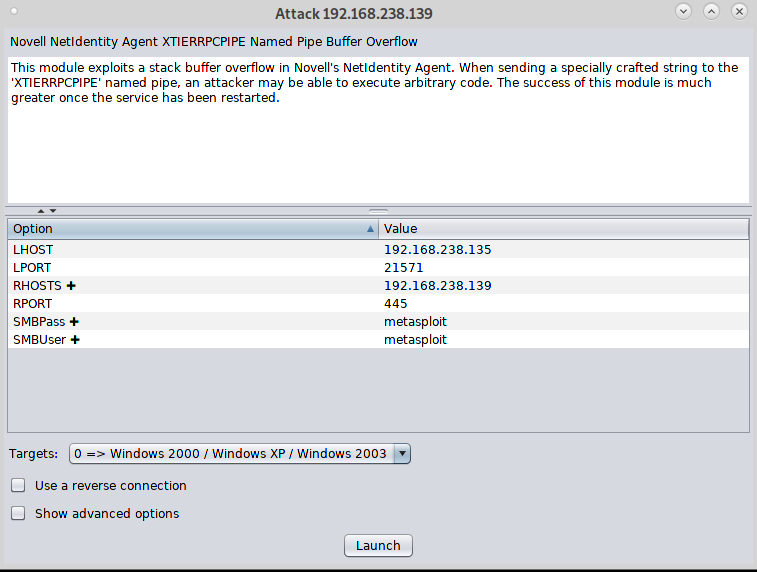 Attack 192.168.238.139
Novell NetIdentity Agent XTIERRPCPIPE Named Pipe Buffer Overflow
This module exploits a stack buffer overflow in Novell's NetIdentity Agent. When sending a specially crafted string to the
'XTIERRPCPIPE' named pipe, an attacker may be able to execute arbitrary code. The success of this module is much
greater once the service has been restarted.
Option Value
LHOST 192.168.238.135
LPORT 21571
RHOSTS ✚ 192.168.238.139
RPORT 445
SMBPass ✚ metasploit
SMBUser ✚ metasploit
Targets: 0 => Windows 2000 / Windows XP / Windows 2003
Use a reverse connection
Show advanced options
Launch